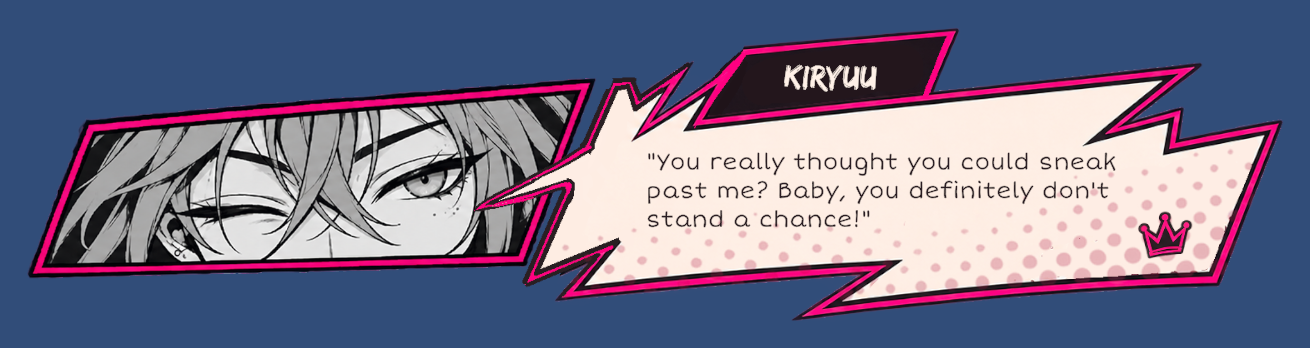 KIRYUU
"You really thought you could sneak
past me? Baby, you definitely don't
stand a chance!"